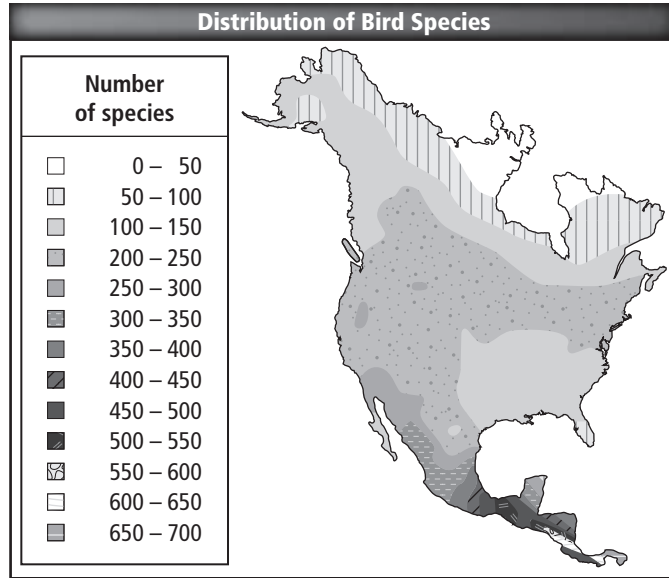 Distribution of Bird Species
Number
of species
0 – 50
50 – 100
100 – 150
200 – 250
250 – 300
300 – 350
350 – 400
400 – 450
450 – 500
500 – 550
550 – 600
600 – 650
650 – 700